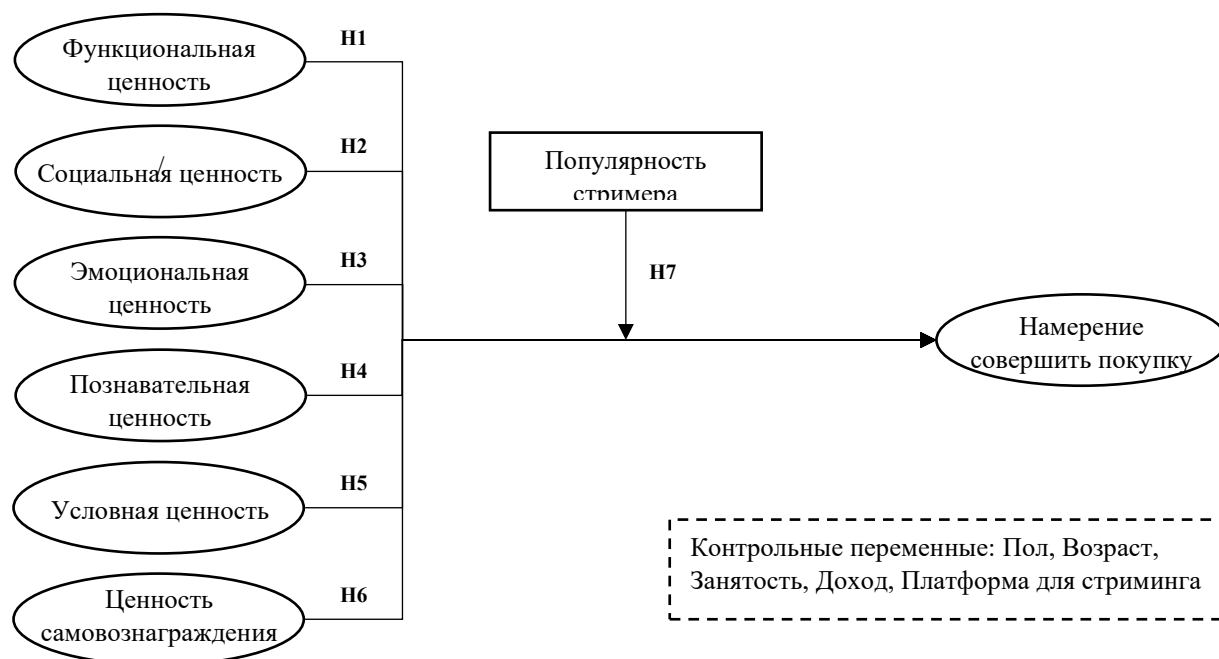 Функциональная
ценность
H1
Социальная ценность
H2
Эмоциональная
ценность
H3
Познавательная
ценность
H4
Условная ценность
H5
Ценность
самовознаграждения
H6
Популярность
стримера
H7
Намерение
совершить покупку
Контрольные переменные: Пол, Возраст,
Занятость, Доход, Платформа для стриминга